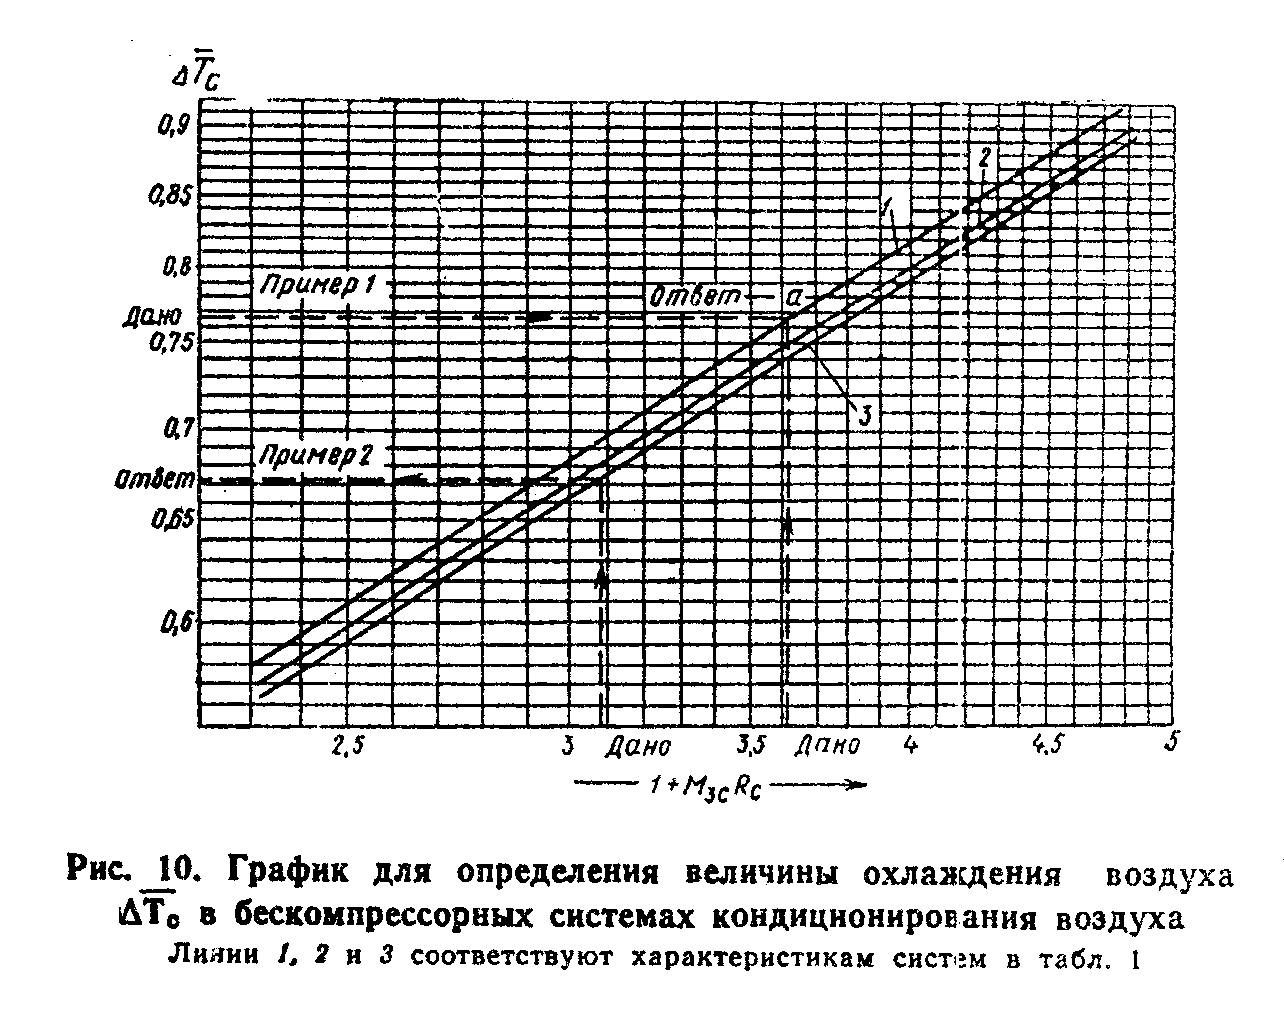 ΔT̅c
0,9
0,85
0,8
Пример 1
Дано
0,75
Ответ
а
1
2
3
0,7
Пример 2
Ответ
0,65
0,6
2,5 3 Дано 3,5 Дано 4 4,5 5
1+МзсRс
Рис. 10. График для определения величины охлаждения воздуха
ΔT̅с в бескомпрессорных системах кондиционирования воздуха
Линии 1, 2 и 3 соответствуют характеристикам систем в табл. 1